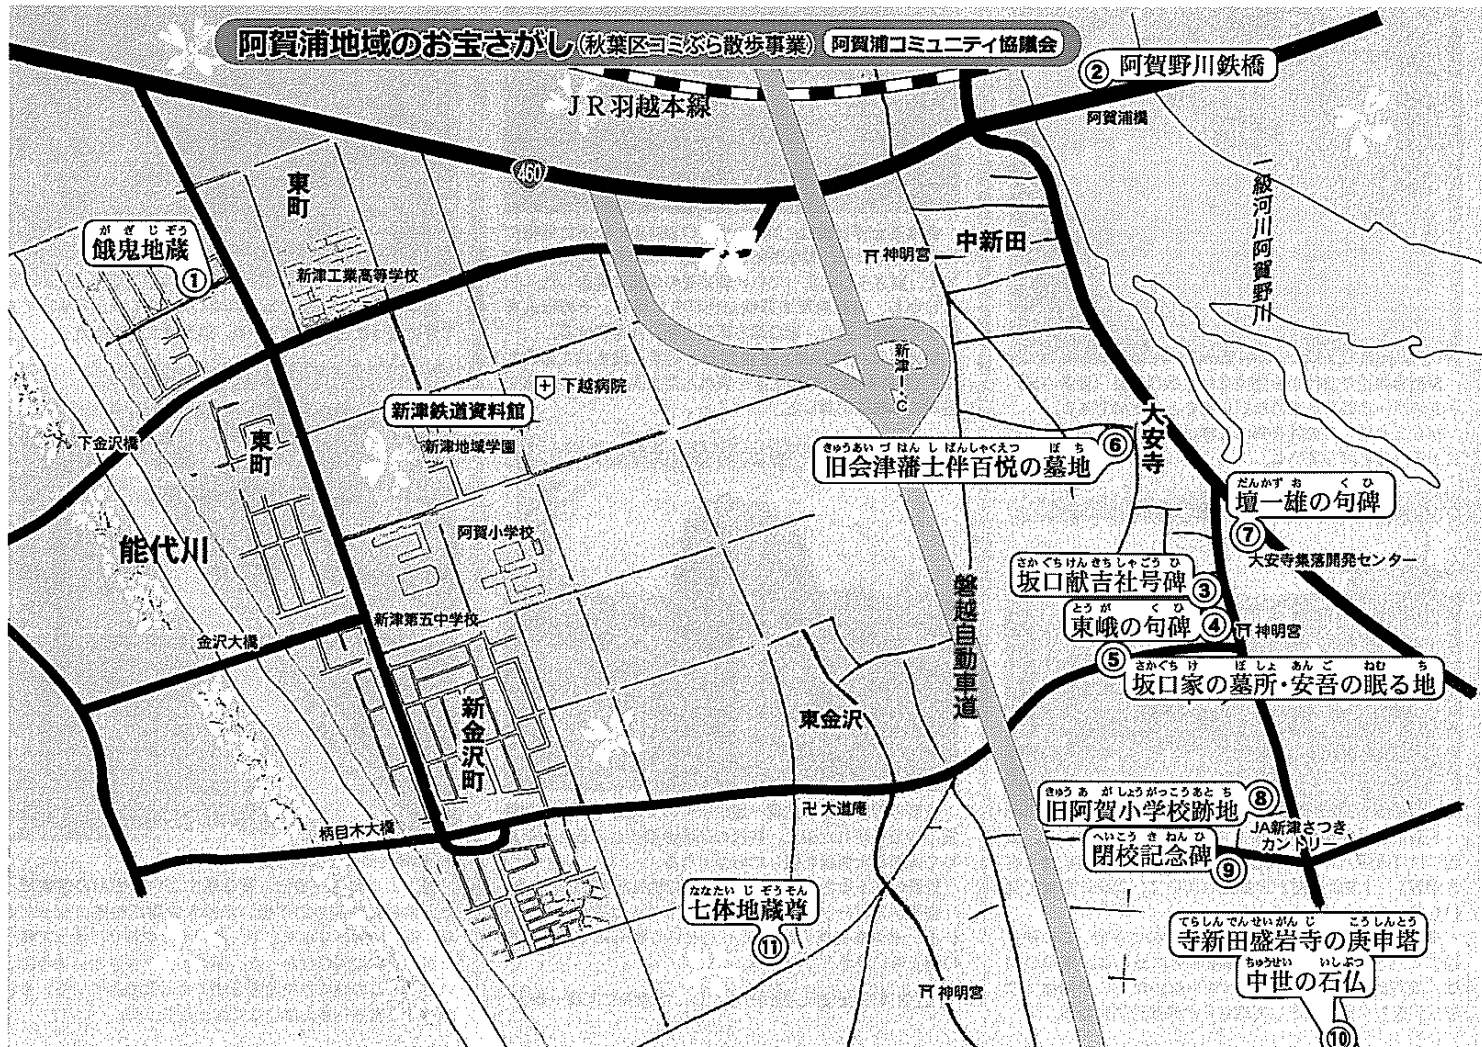 阿賀浦地域のお宝さがし(秋葉区コミぶら散歩事業) 阿賀浦コミュニティ協議会
② 阿賀野川鉄橋
JR羽越本線
阿賀浦橋
460
一級河川阿賀野川
東町
がきじぞう
餓鬼地蔵
①
新津工業高等学校
中新田
神明宮
新津I・C
下越病院
新津鉄道資料館
新津地域学園
下金沢橋
東町
大安寺
きゅうあいづはんしばんしゃくえつ ぼち
旧会津藩士伴百悦の墓地
⑥
だんかずお くひ
壇一雄の句碑
⑦
大安寺集落開発センター
能代川
阿賀小学校
さかぐちけんきちしゃごうひ
坂口献吉社号碑
③
とうが くひ
東峨の句碑
④
神明宮
⑤
さかぐちけ ぼしょ あんご ねむ ち
坂口家の墓所・安吾の眠る地
磐越自動車道
新津第五中学校
金沢大橋
新金沢町
東金沢
きゅうあがしょうがっこうあとち
旧阿賀小学校跡地
⑧
へいこうきねんひ
閉校記念碑
⑨
JA新津さつき
カントリー
大道庵
柄目木大橋
ななたいじぞうそん
七体地蔵尊
⑪
神明宮
てらしんでんせいがんじ こうしんとう
寺新田盛岩寺の庚申塔
ちゅうせい いしぶつ
中世の石仏
⑩